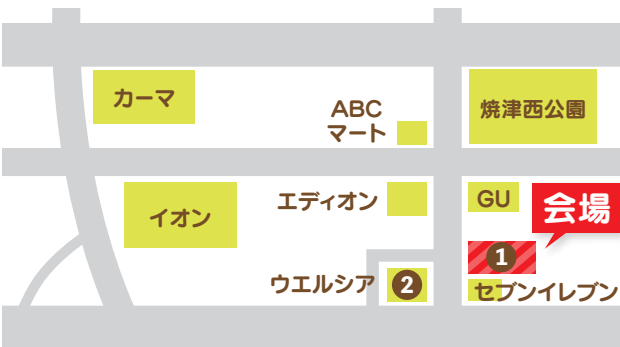 カーマ
ABC
マート
焼津西公園
イオン
エディオン
GU
会場
1
ウエルシア
2
セブンイレブン